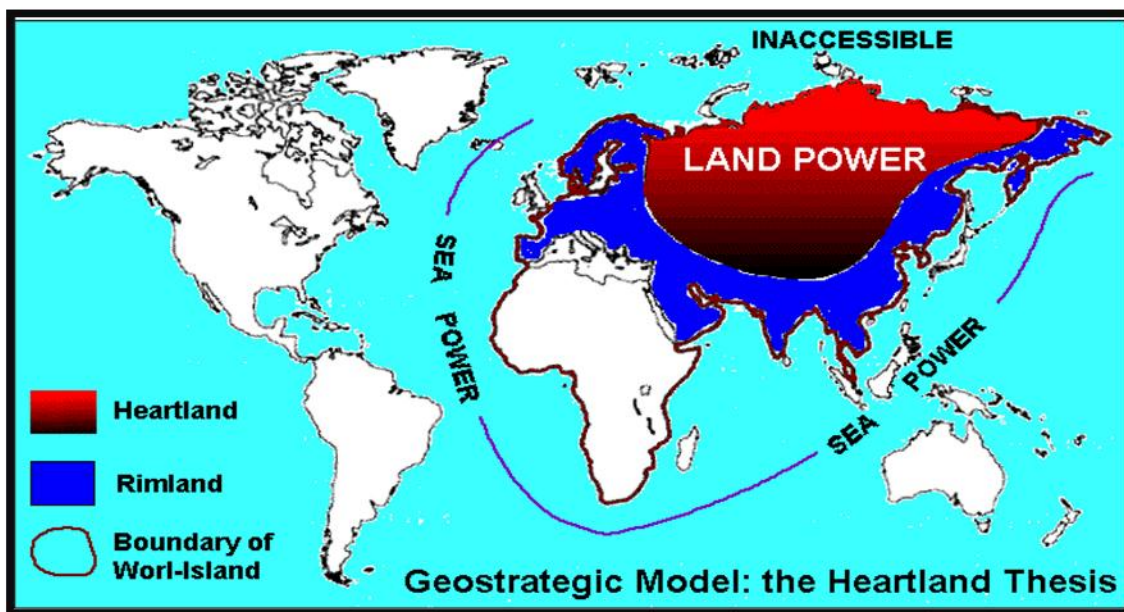 INACCESSIBLE
LAND POWER
SEA POWER
SEA POWER
Heartland
Rimland
Boundary of
Worl-Island
Geostrategic Model: the Heartland Thesis